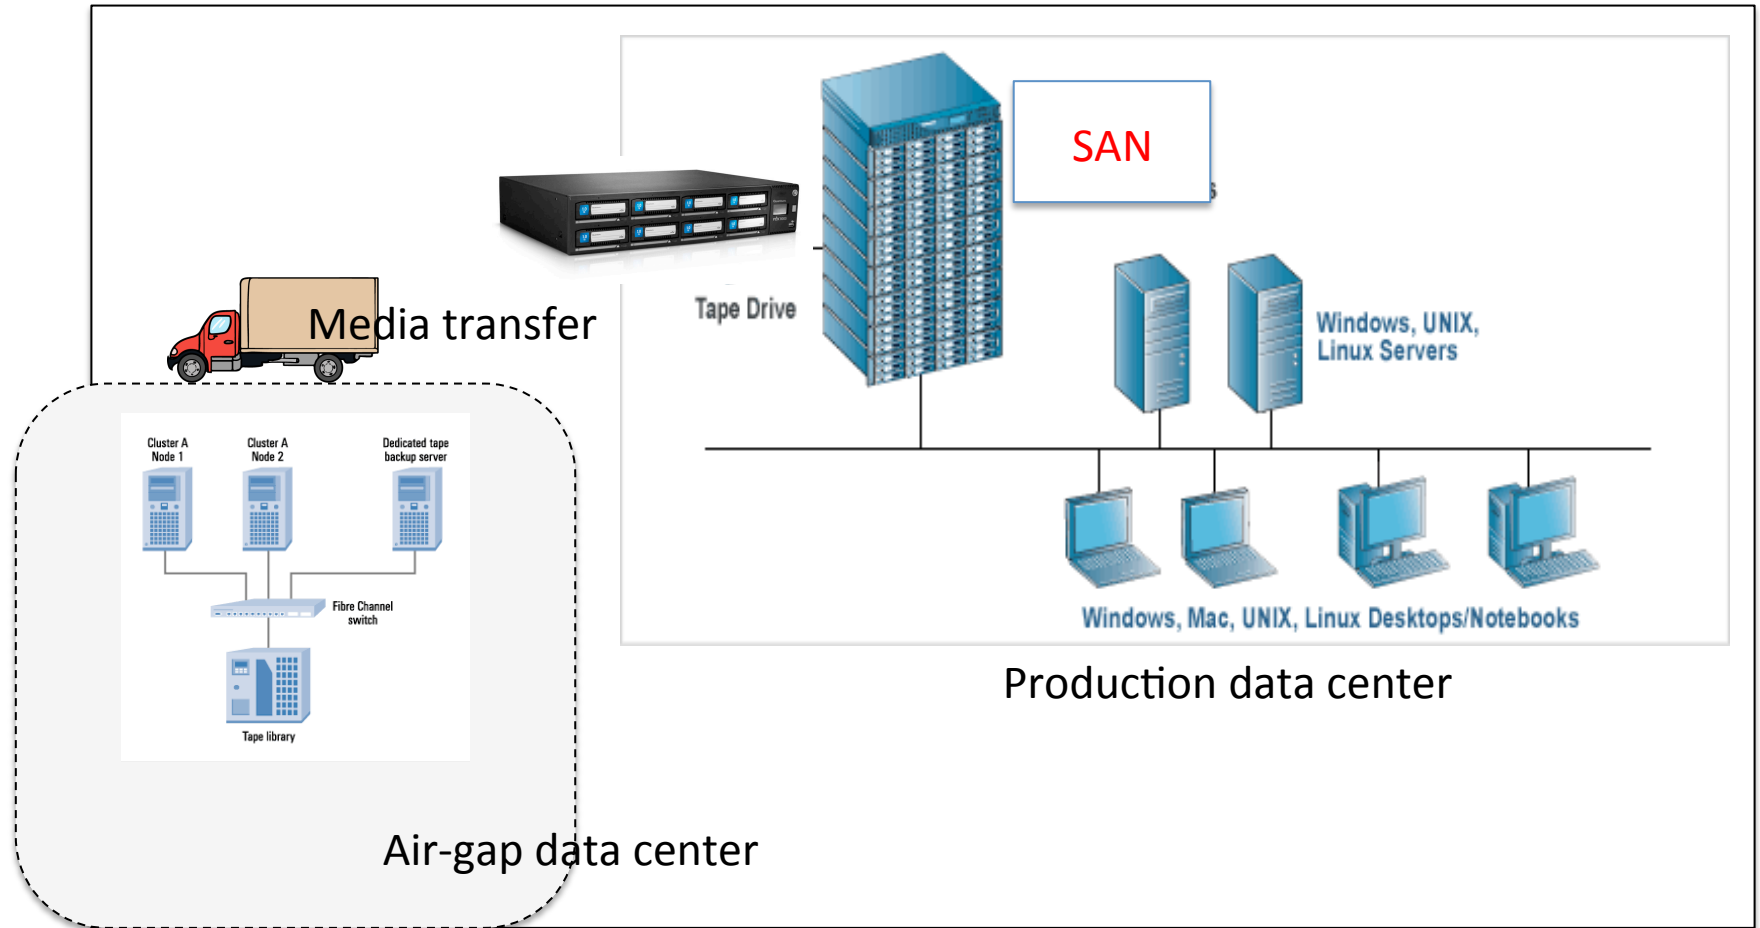 SAN
s
Tape Drive
Media transfer
Windows, UNIX,
Linux Servers
Cluster A
Node 1
Cluster A
Node 2
Dedicated tape
backup server
Fibre Channel
switch
Tape library
Windows, Mac, UNIX, Linux Desktops/Notebooks
Production data center
Air-gap data center